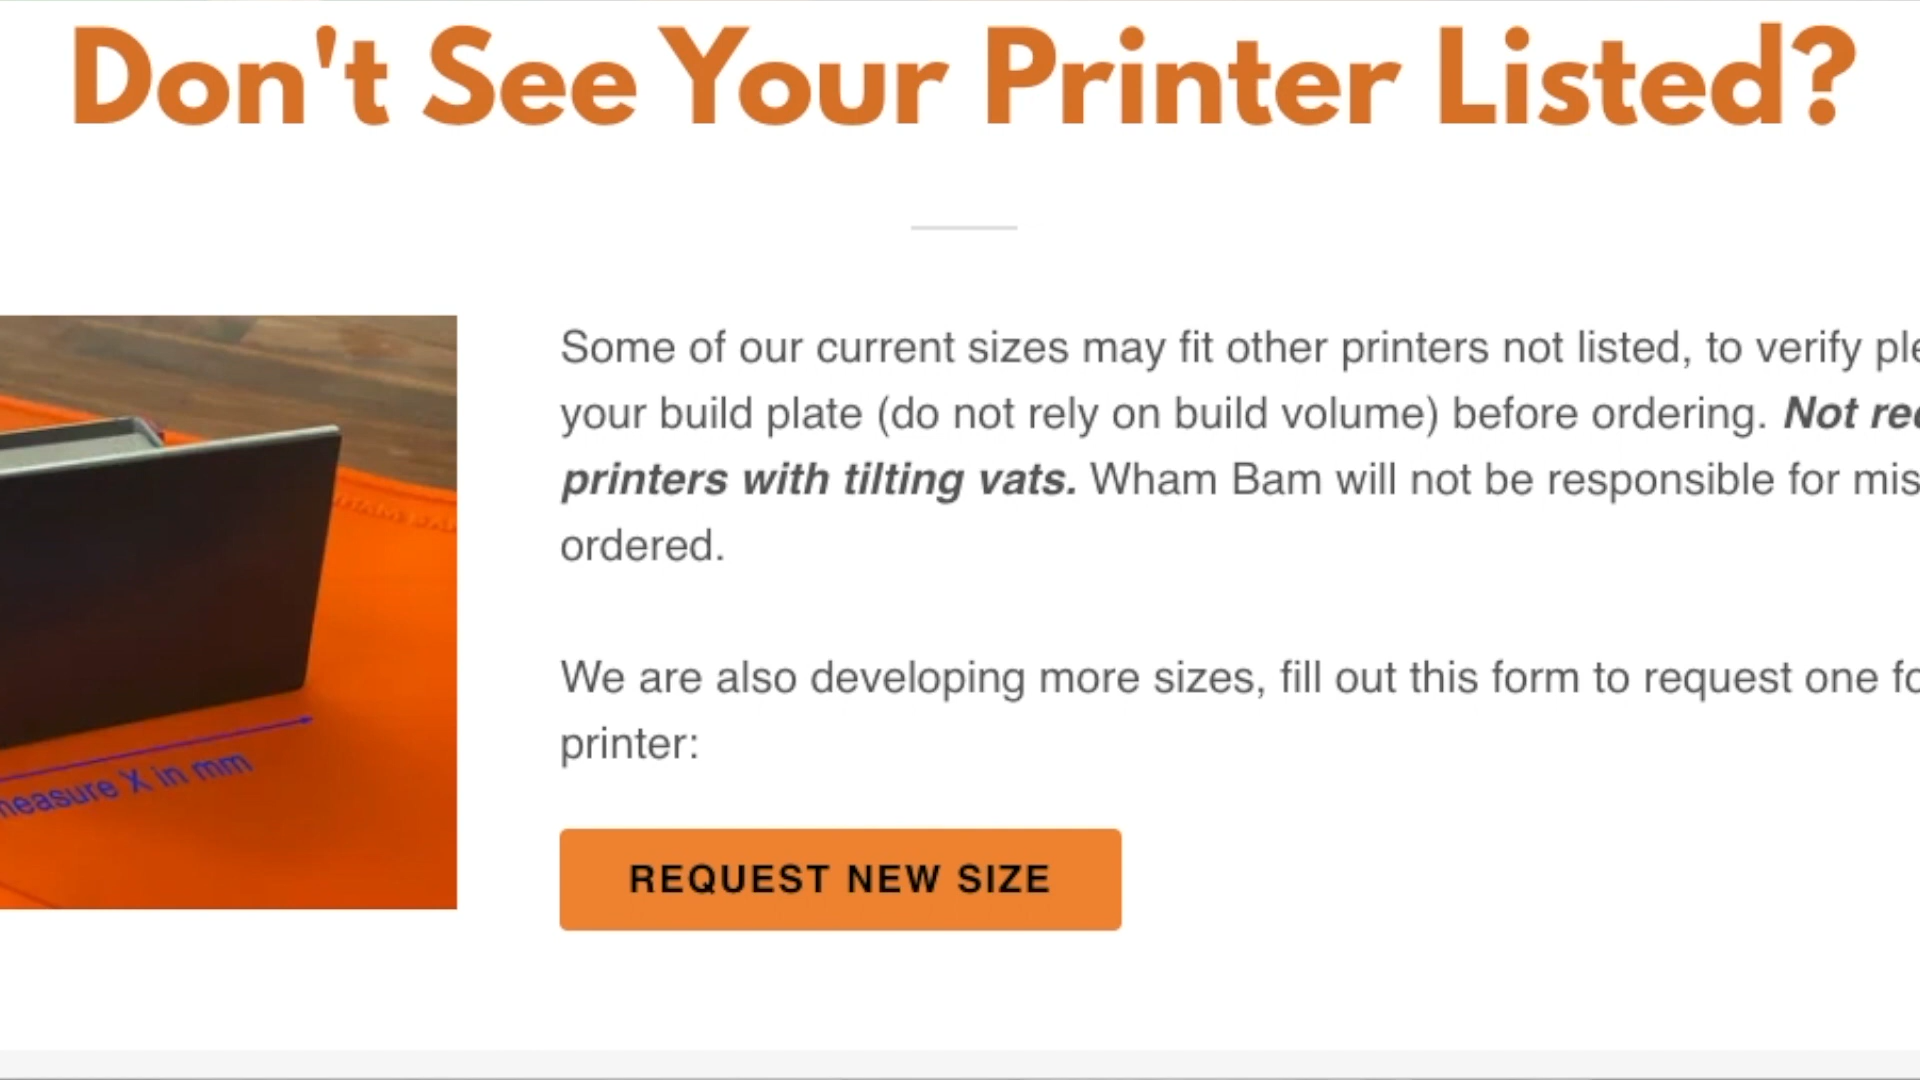 Don't See Your Printer Listed?
Some of our current sizes may fit other printers not listed, to verify
your build plate (do not rely on build volume) before ordering. Not
printers with tilting vats. Wham Bam will not be responsible for
ordered.
We are also developing more sizes, fill out this form to request one
printer:
measure X in mm
REQUEST NEW SIZE